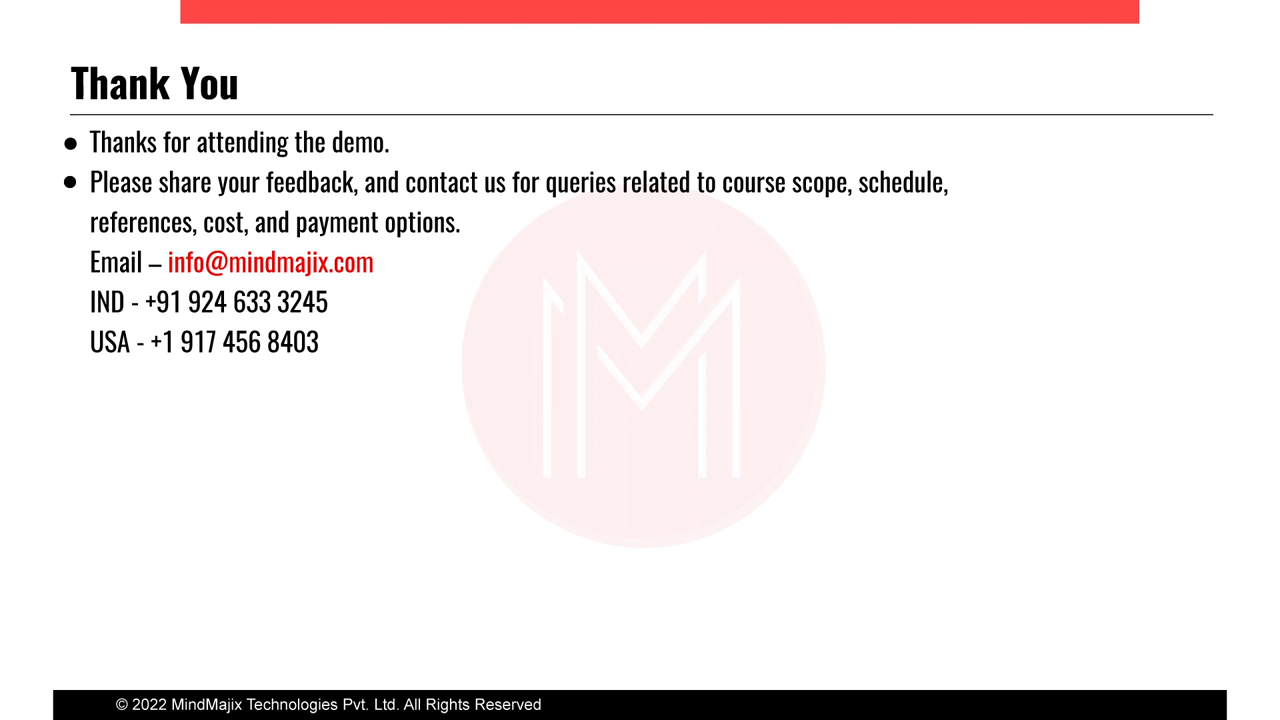 Thank You
● Thanks for attending the demo.
● Please share your feedback, and contact us for queries related to course scope, schedule,
references, cost, and payment options.
Email – info@mindmajix.com
IND - +91 924 633 3245
USA - +1 917 456 8403
© 2022 MindMajix Technologies Pvt. Ltd. All Rights Reserved